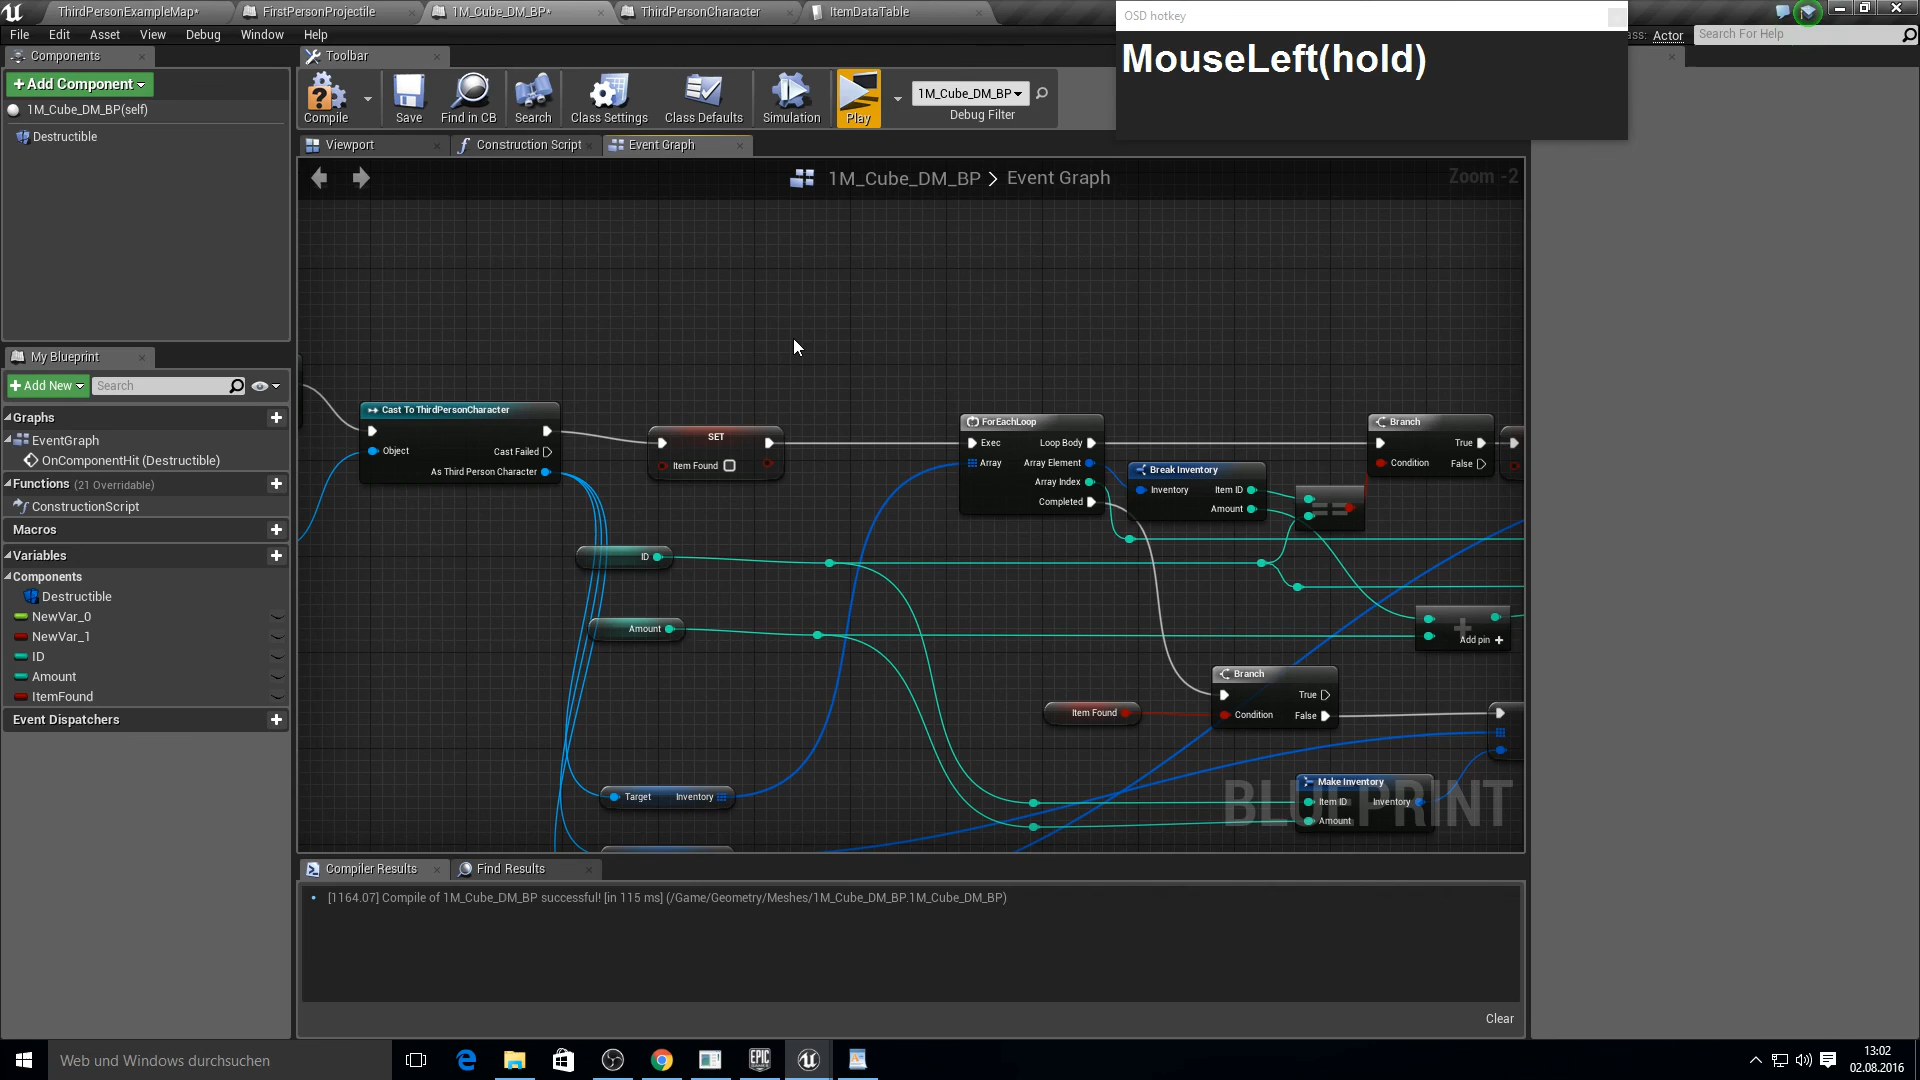 ThirdPersonExampleMap*
FirstPersonProjectile
1M_Cube_DM_BP*
ThirdPersonCharacter
ItemDataTable
OSD hotkey
MouseLeft(hold)
File Edit Asset View Debug Window Help
Actor
Search For Help
Components
Toolbar
+Add Component
1M_Cube_DM_BP(self)
Destructible
Compile
Save
Find in CB
Search
Class Settings
Class Defaults
Simulation
Play
1M_Cube_DM_BP
Debug Filter
Viewport
Construction Script
Event Graph
1M_Cube_DM_BP > Event Graph
Zoom -2
My Blueprint
+Add New
Search
Graphs
EventGraph
OnComponentHit (Destructible)
Functions (21 Overridable)
ConstructionScript
Macros
Variables
Components
Destructible
NewVar_0
NewVar_1
ID
Amount
ItemFound
Event Dispatchers
Cast To ThirdPersonCharacter
Object
Cast Failed
As Third Person Character
SET
Item Found
ForEachLoop
Exec
Loop Body
Array
Array Element
Array Index
Completed
Break Inventory
Inventory
Item ID
Amount
==
Branch
True
Condition
False
ID
Amount
+
Add pin +
Item Found
Branch
True
Condition
False
Target
Inventory
Make Inventory
Item ID
Inventory
Amount
BLUEPRINT
Compiler Results
Find Results
[1164.07] Compile of 1M_Cube_DM_BP successful! [in 115 ms] (/Game/Geometry/Meshes/1M_Cube_DM_BP.1M_Cube_DM_BP)
Clear
Web und Windows durchsuchen
EPIC
13:02
02.08.2016